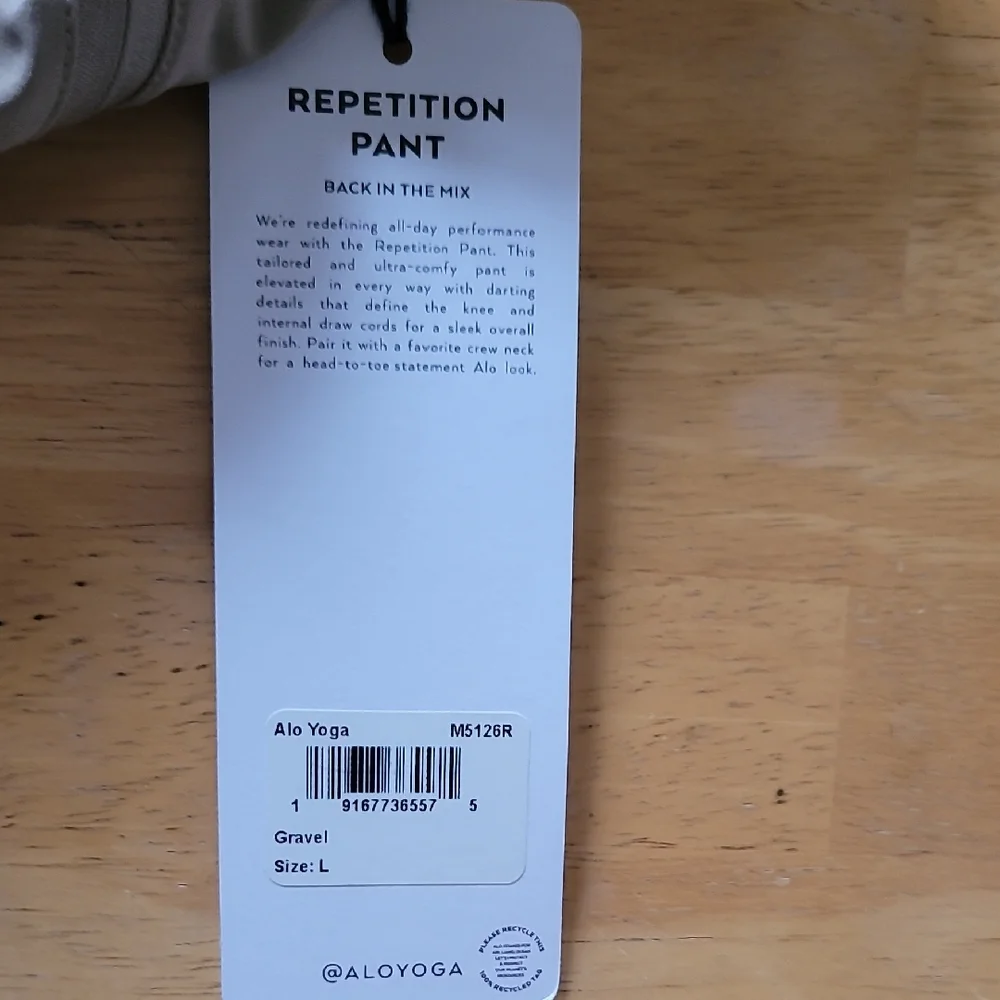 REPETITION
PANT
BACK IN THE MIX
We're redefining all-day performance
wear with the Repetition Pant. This
tailored and ultra-comfy pant is
elevated in every way with darting
details that define the knee and
internal draw cords for a sleek overall
finish. Pair it with a favorite crew neck
for a head-to-toe statement Alo look.
Alo Yoga M5126R
1 9167736557 5
Gravel
Size: L
@ALOYOGA
PLEASE RECYCLE THIS
100% RECYCLED TAG